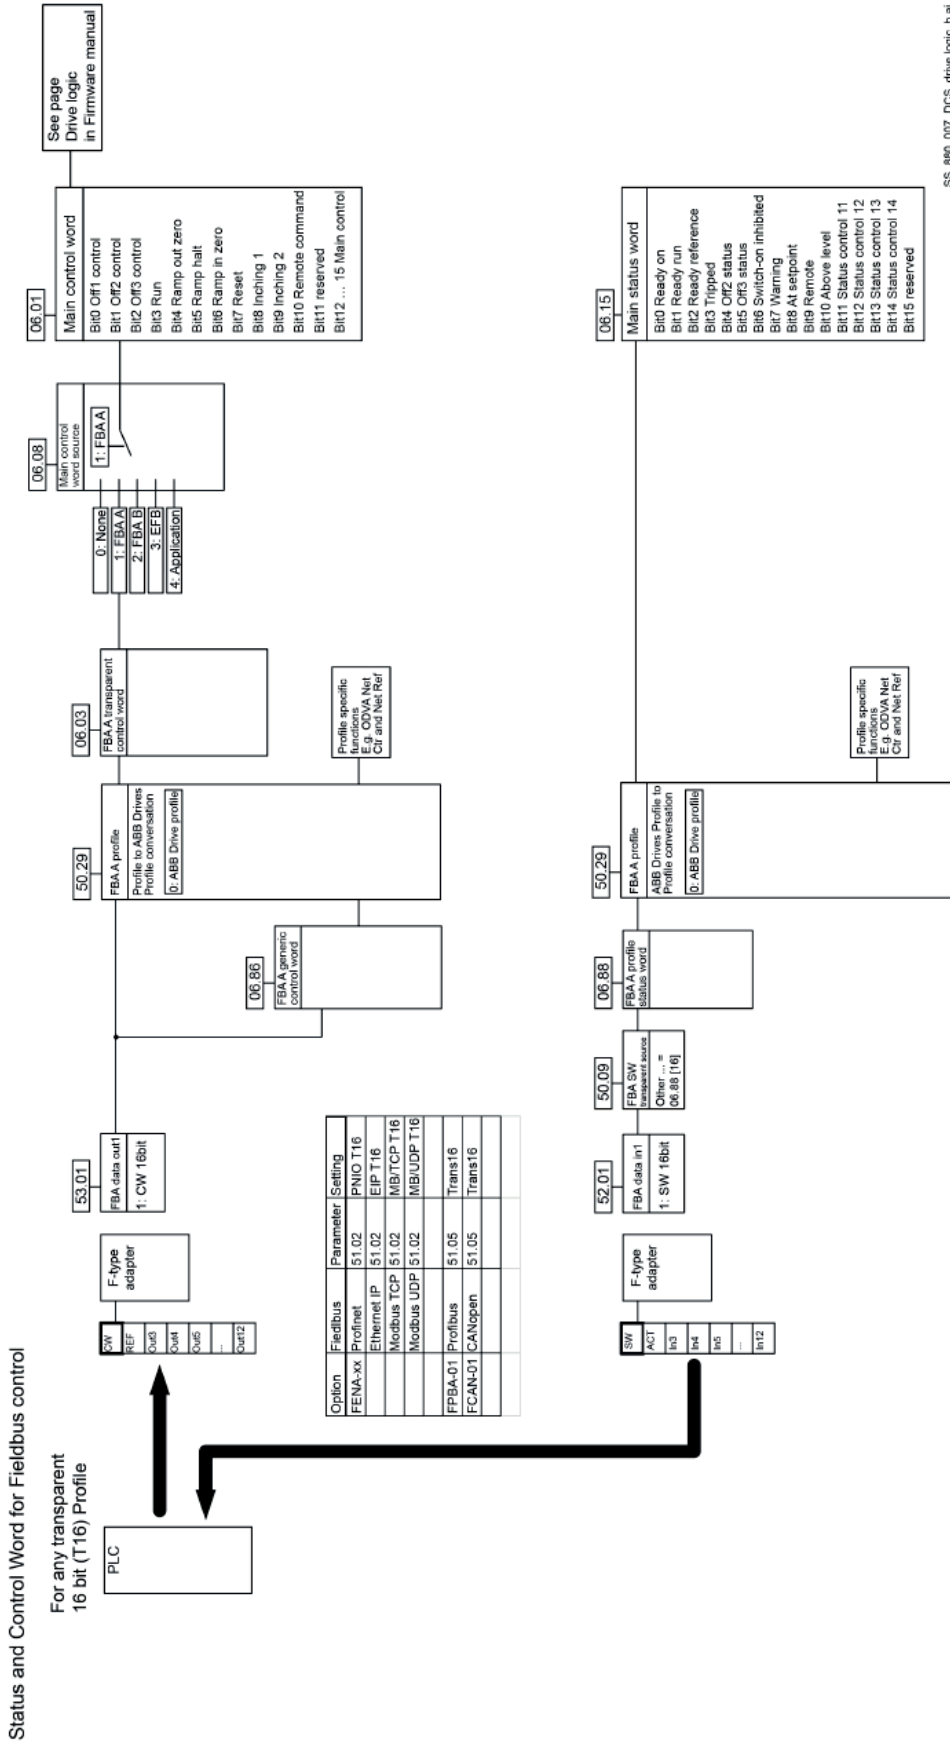 Status and Control Word for Fieldbus control
For any transparent
16 bit (T16) Profile
PLC
CW
REF
Out3
Out4
Out5
...
Out12
F-type
adapter
53.01
FBA data out1
1: CW 16bit
06.86
FBA A generic
control word
50.29
FBA A profile
Profile to ABB Drives
Profile conversation
0: ABB Drive profile
Profile specific
functions
E.g. ODVA Net
Ctr and Net Ref
06.03
FBA A transparent
control word
0: None
1: FBA A
2: FBA B
3: EFB
4: Application
06.08
Main control
word source
1: FBA A
06.01
Main control word
Bit0 Off1 control
Bit1 Off2 control
Bit2 Off3 control
Bit3 Run
Bit4 Ramp out zero
Bit5 Ramp halt
Bit6 Ramp in zero
Bit7 Reset
Bit8 Inching 1
Bit9 Inching 2
Bit10 Remote command
Bit11 reserved
Bit12 ... 15 Main control
See page
Drive logic
in Firmware manual
Option Fiedlbus Parameter Setting
FENA-xx Profinet 51.02 PNIO T16
Ethernet IP 51.02 EIP T16
Modbus TCP 51.02 MB/TCP T16
Modbus UDP 51.02 MB/UDP T16
FPBA-01 Profibus 51.05 Trans16
FCAN-01 CANopen 51.05 Trans16
SW
ACT
In3
In4
In5
...
In12
F-type
adapter
52.01
FBA data in1
1: SW 16bit
50.09
FBA SW
transparent source
Other ... =
06.88 [16]
06.88
FBA A profile
status word
50.29
FBA A profile
ABB Drives Profile to
Profile conversation
0: ABB Drive profile
Profile specific
functions
E.g. ODVA Net
Ctr and Net Ref
06.15
Main status word
Bit0 Ready on
Bit1 Ready run
Bit2 Ready reference
Bit3 Tripped
Bit4 Off2 status
Bit5 Off3 status
Bit6 Switch-on inhibited
Bit7 Warning
Bit8 At setpoint
Bit9 Remote
Bit10 Above level
Bit11 Status control 11
Bit12 Status control 12
Bit13 Status control 13
Bit14 Status control 14
Bit15 reserved
SS_880_007_DCS_drive logic_b.ai